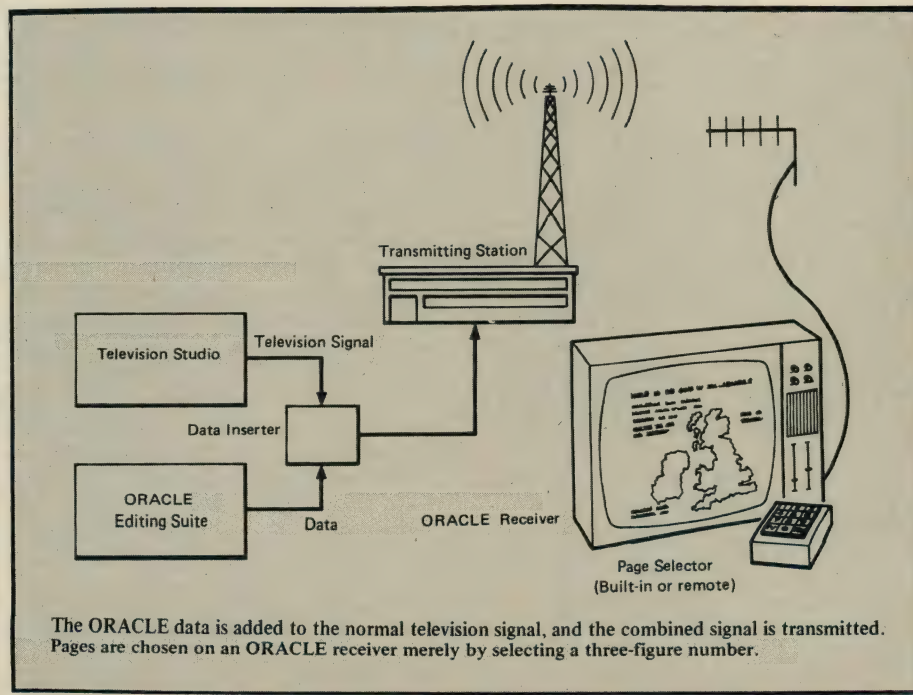 Transmitting Station
Television Studio
Television Signal
Data Inserter
ORACLE
Editing Suite
Data
ORACLE Receiver
Page Selector
(Built-in or remote)
The ORACLE data is added to the normal television signal, and the combined signal is transmitted.
Pages are chosen on an ORACLE receiver merely by selecting a three-figure number.